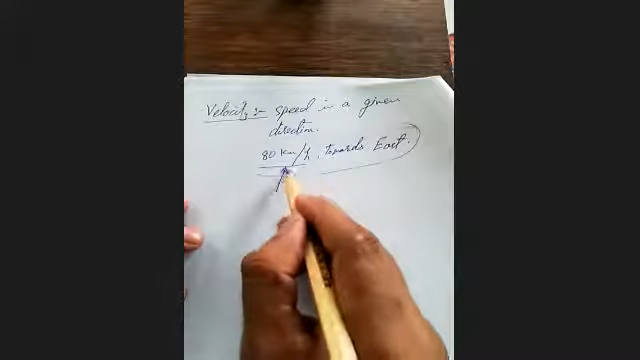 Velocity :- speed in a given
direction.
80 Km/h, towards East.